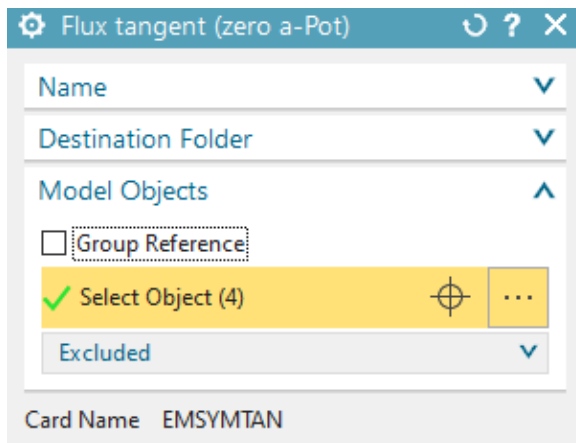 Flux tangent (zero a-Pot) ?
Name
Destination Folder
Model Objects
Group Reference
Select Object (4) ...
Excluded
Card Name EMSYMTAN